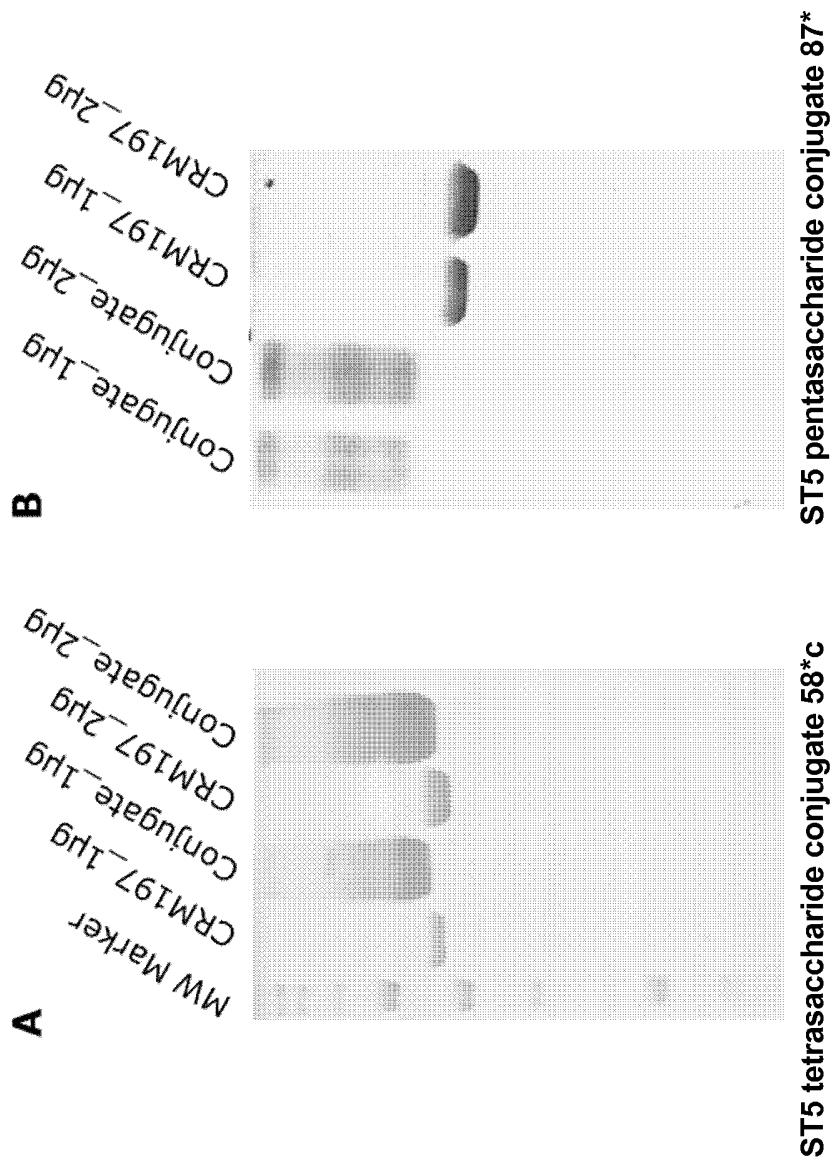 A
MW Marker
CRM197_1µg
Conjugate_1µg
CRM197_2µg
Conjugate_2µg
ST5 tetrasaccharide conjugate 58*c
B
Conjugate_1µg
Conjugate_2µg
CRM197_1µg
CRM197_2µg
ST5 pentasaccharide conjugate 87*